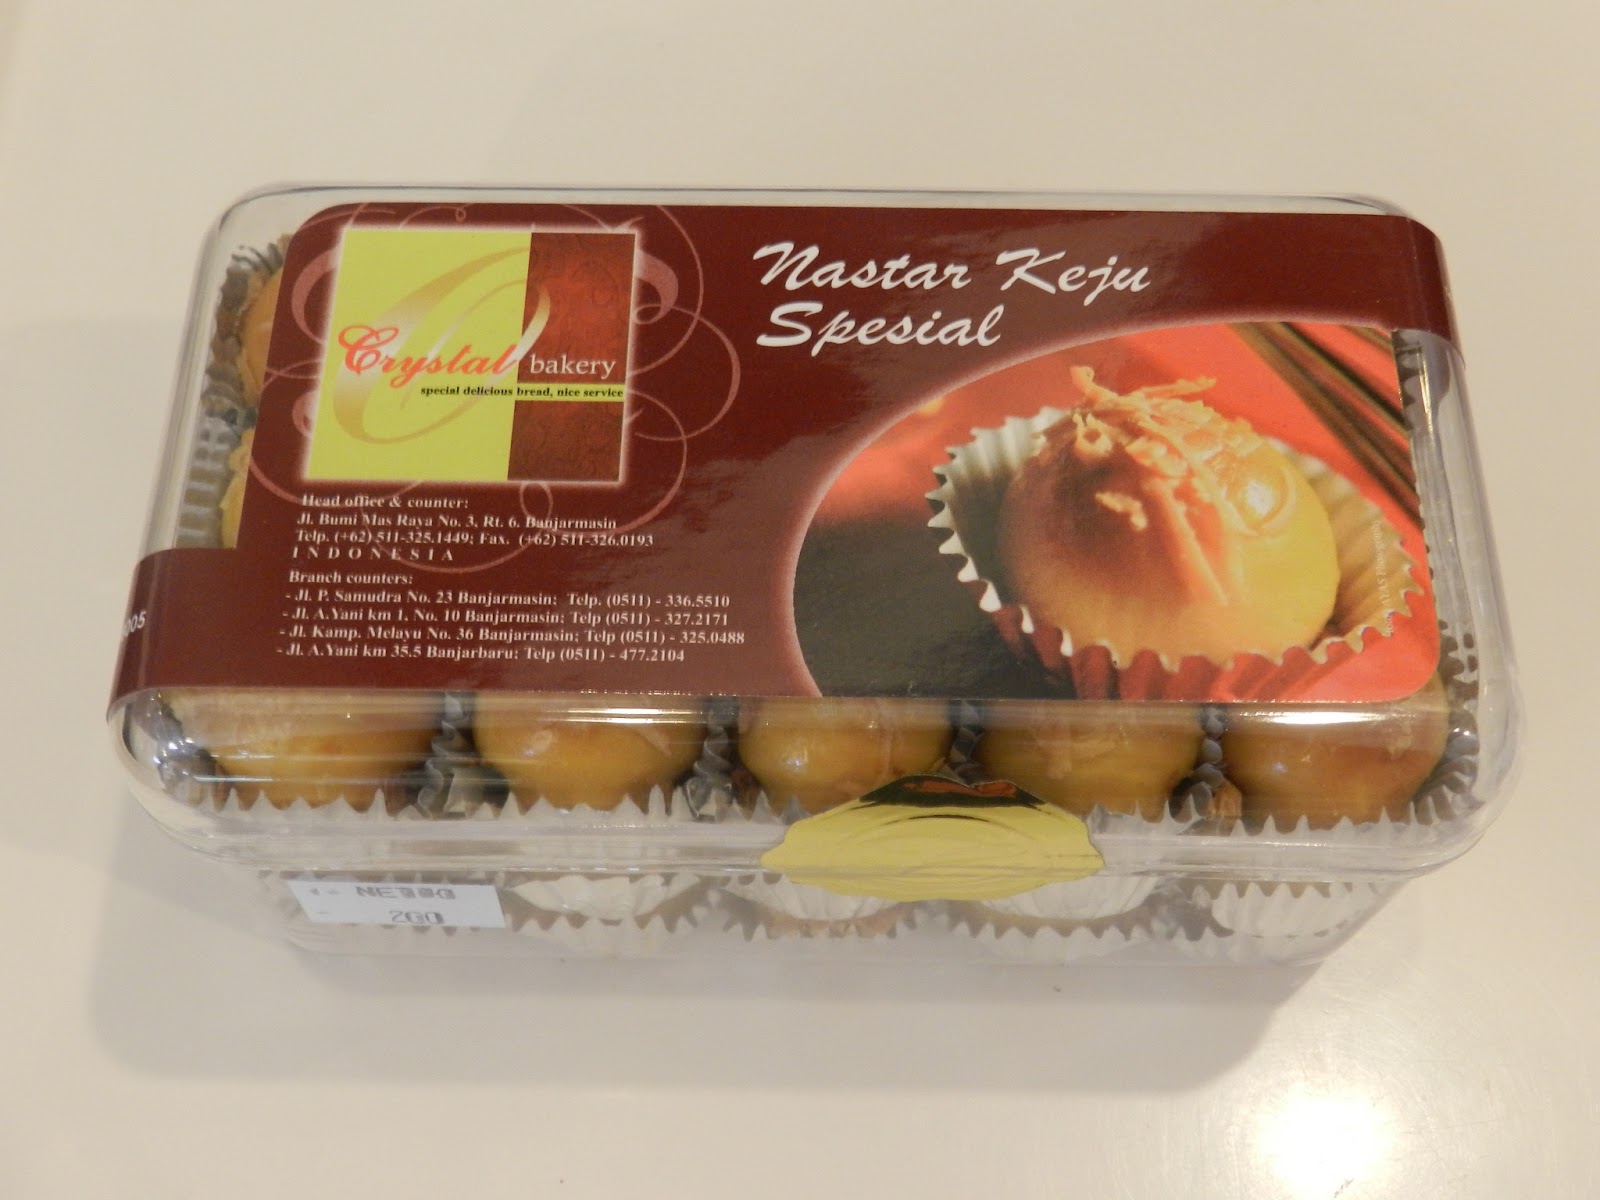 Nastar Keju
Spesial
Crystal bakery
special delicious bread, nice service
Head office & counter:
Jl. Bumi Mas Raya No. 3, Rt. 6. Banjarmasin
Telp. (+62) 511-325.1449; Fax. (+62) 511-326.0193
INDONESIA
Branch counters:
- Jl. P. Samudra No. 23 Banjarmasin; Telp. (0511) - 336.5510
- Jl. A.Yani km 1, No. 10 Banjarmasin; Telp (0511) - 327.2171
- Jl. Kamp. Melayu No. 36 Banjarmasin; Telp (0511) - 325.0488
- Jl. A.Yani km 35.5 Banjarbaru; Telp (0511) - 477.2104